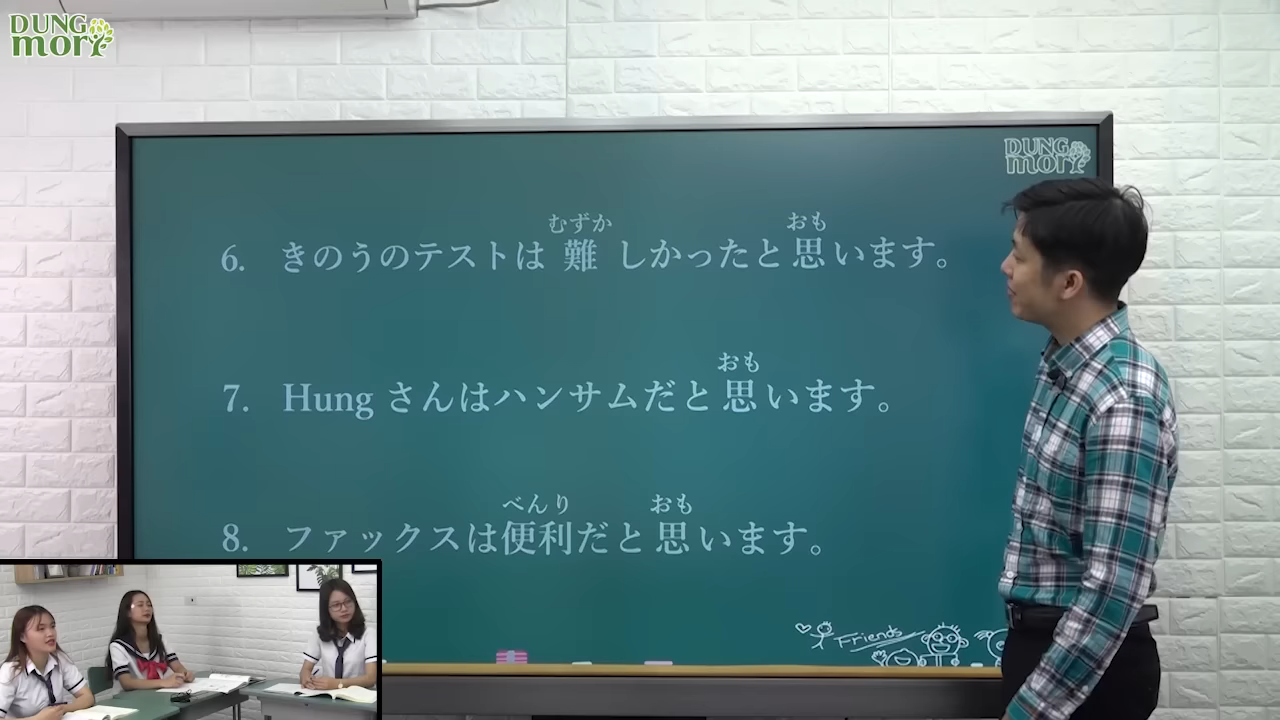 DUNG
mori
DUNG
mori
むずか おも
6. きのうのテストは難しかったと思います。
おも
7. Hung さんはハンサムだと思います。
べんり おも
8. ファックスは便利だと思います。
Friends